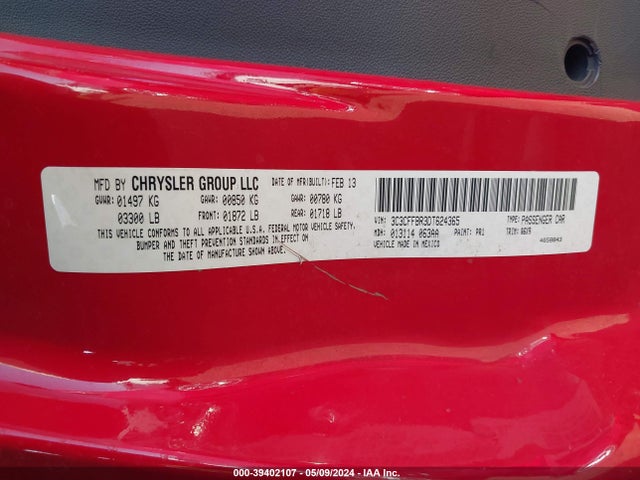 MFD BY CHRYSLER GROUP LLC DATE OF MFR(BUILT): FEB 13
GVWR: 01497 KG GAWR: 00850 KG GAWR: 00780 KG
03300 LB FRONT: 01872 LB REAR: 01718 LB
THIS VEHICLE CONFORMS TO ALL APPLICABLE U.S.A. FEDERAL MOTOR VEHICLE SAFETY,
BUMPER AND THEFT PREVENTION STANDARDS IN EFFECT ON
THE DATE OF MANUFACTURE SHOWN ABOVE.
VIN: 3C3CFFBR3DT624365 TYPE: PASSENGER CAR
MDH: 013114 063AA PAINT: PR1 TRIM: A6X9
VEHICLE MADE IN MEXICO 4658043
000-39402107 - 05/09/2024 - IAA Inc.